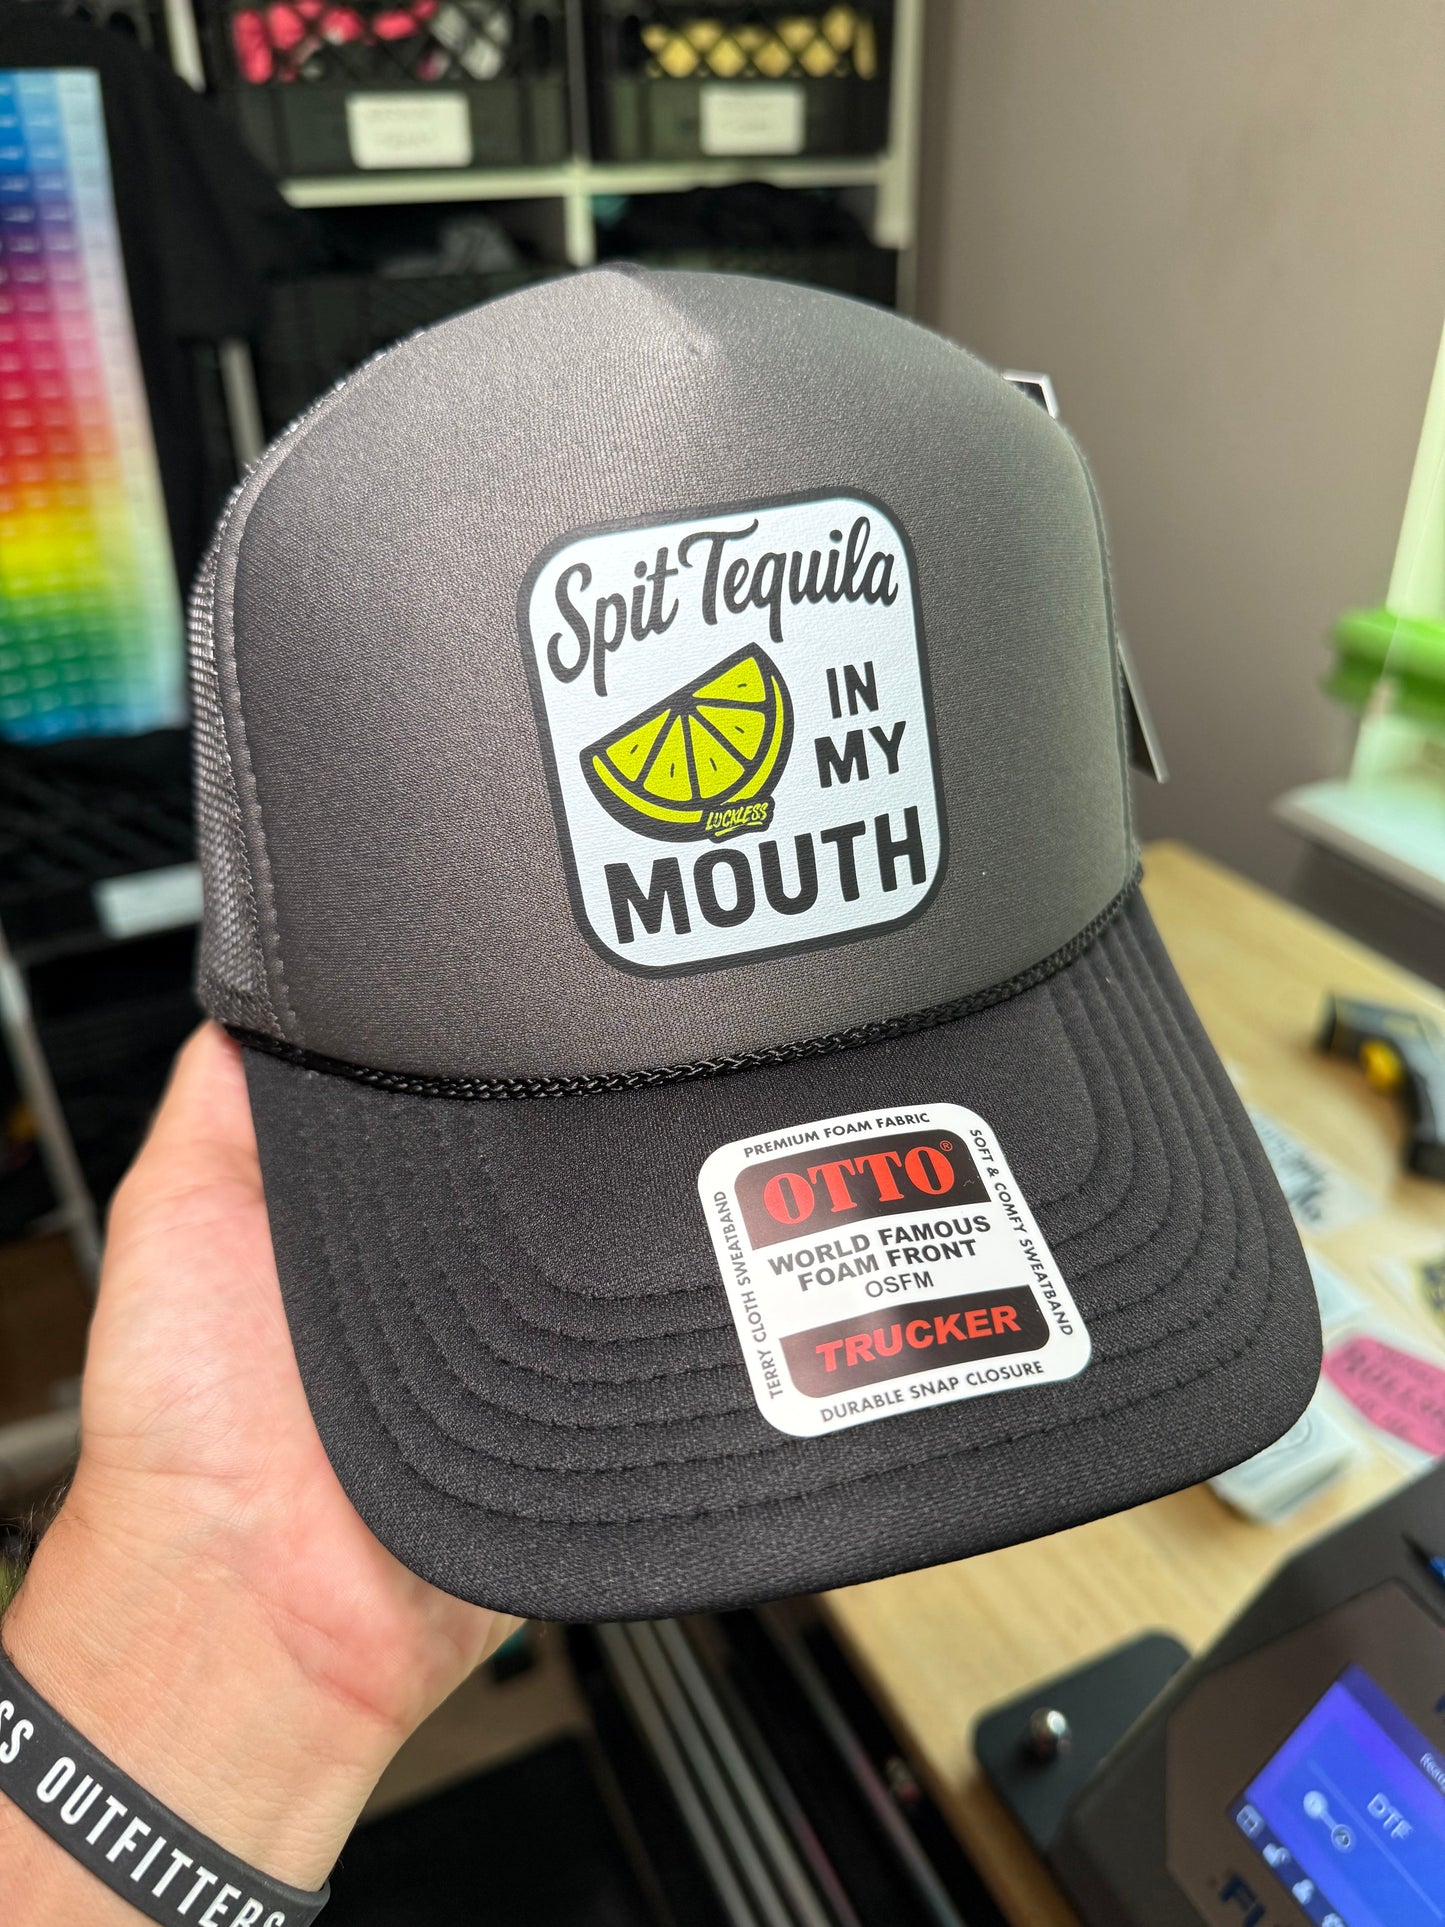 Spit Tequila
IN
MY
LUCKLESS
MOUTH
PREMIUM FOAM FABRIC
SOFT & COMFY SWEATBAND
TERRY CLOTH SWEATBAND
OTTO®
WORLD FAMOUS
FOAM FRONT
OSFM
TRUCKER
DURABLE SNAP CLOSURE
SS OUTFITTERS
DTF